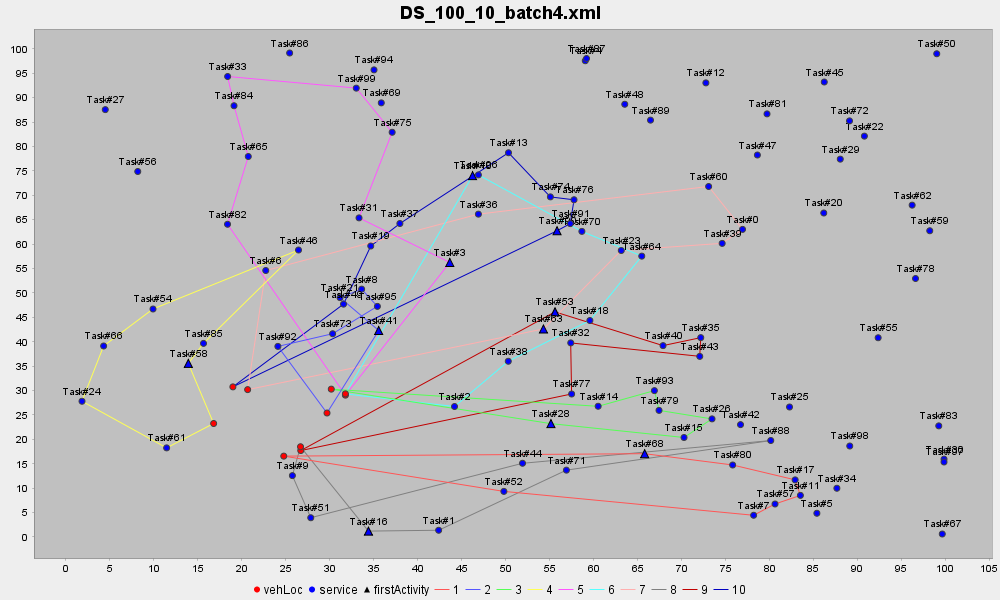 DS_100_10_batch4.xml
100
95
90
85
80
75
70
65
60
55
50
45
40
35
30
25
20
15
10
5
0
Task#86
Task#50
Task#94
Task#33
Task#99
Task#12
Task#45
Task#27
Task#84
Task#69
Task#48
Task#89
Task#81
Task#72
Task#75
Task#22
Task#65
Task#13
Task#47
Task#29
Task#56
Task#60
Task#76
Task#31
Task#36
Task#20
Task#62
Task#82
Task#37
Task#70
Task#0
Task#59
Task#46
Task#19
Task#23
Task#64
Task#39
Task#6
Task#3
Task#78
Task#8
Task#54
Task#95
Task#53
Task#18
Task#41
Task#63
Task#66
Task#85
Task#92
Task#73
Task#32
Task#40
Task#35
Task#43
Task#55
Task#58
Task#38
Task#24
Task#2
Task#77
Task#14
Task#93
Task#79
Task#25
Task#26
Task#42
Task#83
Task#61
Task#28
Task#15
Task#88
Task#98
Task#9
Task#44
Task#71
Task#68
Task#80
Task#17
Task#52
Task#11
Task#34
Task#51
Task#16
Task#1
Task#7
Task#57
Task#5
Task#67
0 5 10 15 20 25 30 35 40 45 50 55 60 65 70 75 80 85 90 95 100 105
vehLoc service firstActivity 1 2 3 4 5 6 7 8 9 10